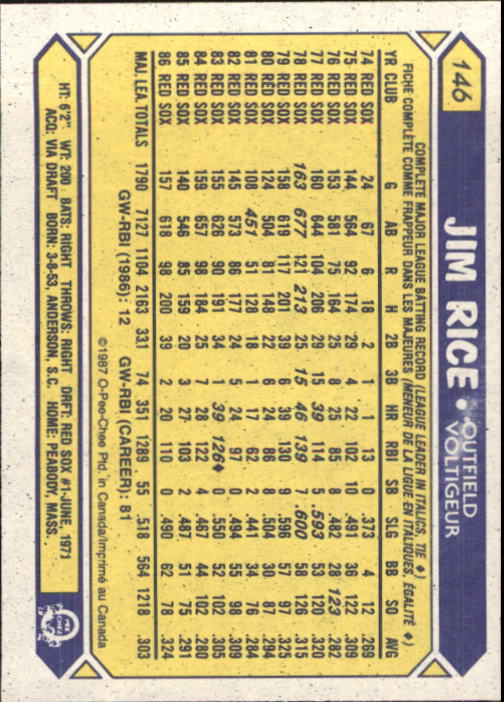 146
JIM RICE • OUTFIELD
VOLTIGEUR
COMPLETE MAJOR LEAGUE BATTING RECORD (LEAGUE LEADER IN ITALICS, TIE ♦)
FICHE COMPLÈTE COMME FRAPPEUR DANS LES MAJEURES (MENEUR DE LA LIGUE EN ITALIQUES, ÉGALITÉ ♦)
YR CLUB G AB R H 2B 3B HR RBI SB SLG BB SO AVG
74 RED SOX 24 67 6 18 2 1 1 13 0 .373 4 12 .269
75 RED SOX 144 564 92 174 29 4 22 102 10 .491 36 122 .309
76 RED SOX 153 581 75 164 25 8 25 85 8 .482 28 123 .282
77 RED SOX 160 644 104 206 29 15 39 114 5 .593 53 120 .320
78 RED SOX 163 677 121 213 25 15 46 139 7 .600 58 126 .315
79 RED SOX 158 619 117 201 39 6 39 130 9 .596 57 97 .325
80 RED SOX 124 504 81 148 22 6 24 86 8 .504 30 87 .294
81 RED SOX 108 451 51 128 18 1 17 62 2 .441 34 76 .284
82 RED SOX 145 573 86 177 24 5 24 97 0 .494 55 98 .309
83 RED SOX 155 626 90 191 34 1 39 126♦ 0 .550 52 102 .305
84 RED SOX 159 657 98 184 25 7 28 122 4 .467 44 102 .280
85 RED SOX 140 546 85 159 20 3 27 103 2 .487 51 75 .291
86 RED SOX 157 618 98 200 39 2 20 110 0 .490 62 78 .324
MAJ. LEA. TOTALS 1790 7127 1104 2163 331 74 351 1289 55 .518 564 1218 .303
GW-RBI (1986): 12 GW-RBI (CAREER): 81
©1987 O-Pee-Chee Ptd. in Canada/Imprimé au Canada
HT: 6'2" WT: 200 BATS: RIGHT THROWS: RIGHT DRFT: RED SOX #1-JUNE, 1971
ACQ: VIA DRAFT BORN: 3-8-53, ANDERSON, S.C. HOME: PEABODY, MASS.
O PEE CHEE